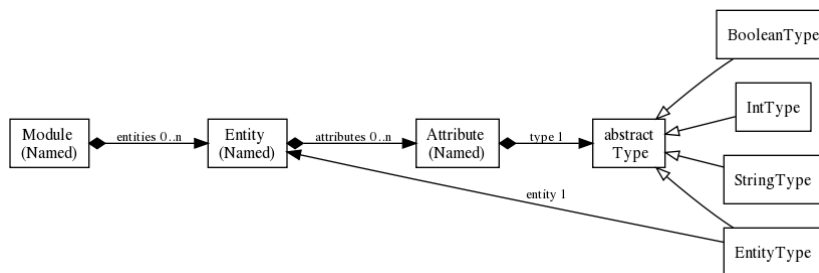 BooleanType
IntType
Module
(Named)
entities 0..n
Entity
(Named)
attributes 0..n
Attribute
(Named)
type 1
abstract
Type
StringType
entity 1
EntityType